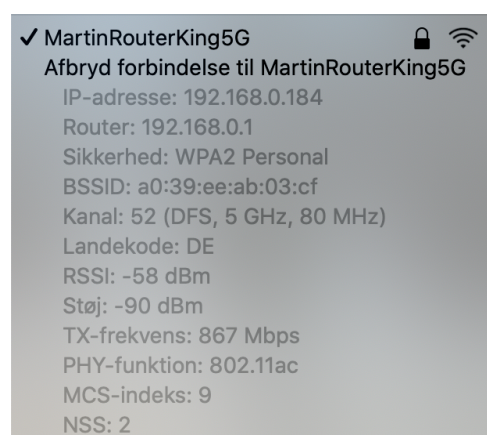 ✓ MartinRouterKing5G
Afbryd forbindelse til MartinRouterKing5G
IP-adresse: 192.168.0.184
Router: 192.168.0.1
Sikkerhed: WPA2 Personal
BSSID: a0:39:ee:ab:03:cf
Kanal: 52 (DFS, 5 GHz, 80 MHz)
Landekode: DE
RSSI: -58 dBm
Støj: -90 dBm
TX-frekvens: 867 Mbps
PHY-funktion: 802.11ac
MCS-indeks: 9
NSS: 2